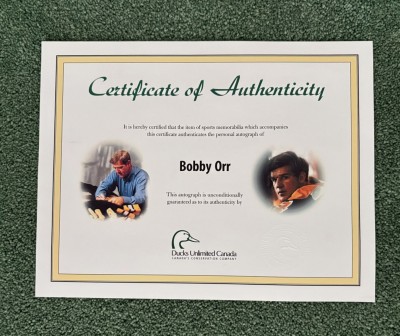 Certificate of Authenticity
It is hereby certified that the item of sports memorabilia which accompanies
this certificate authenticates the personal autograph of
Bobby Orr
This autograph is unconditionally
guaranteed as to its authenticity by
Ducks Unlimited Canada
CANADA'S CONSERVATION COMPANY